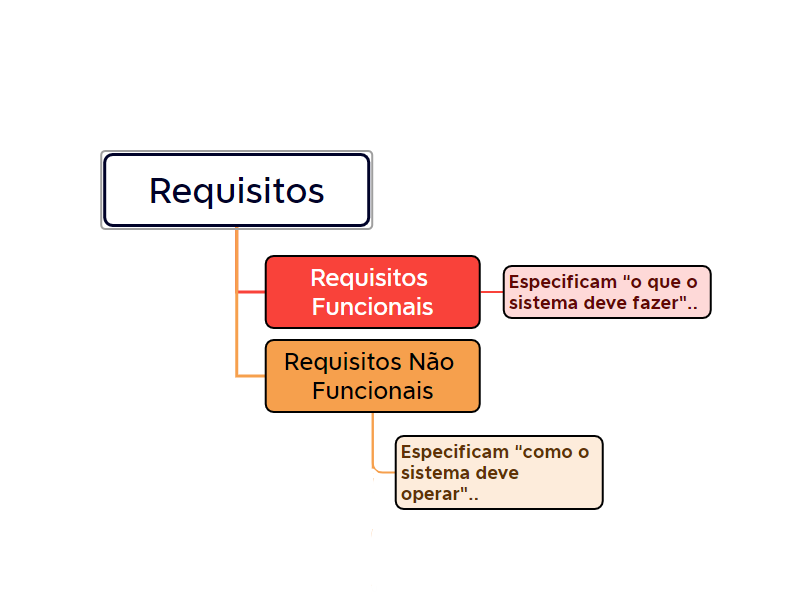 Requisitos
Requisitos
Funcionais
Especificam "o que o
sistema deve fazer"..
Requisitos Não
Funcionais
Especificam "como o
sistema deve
operar"..